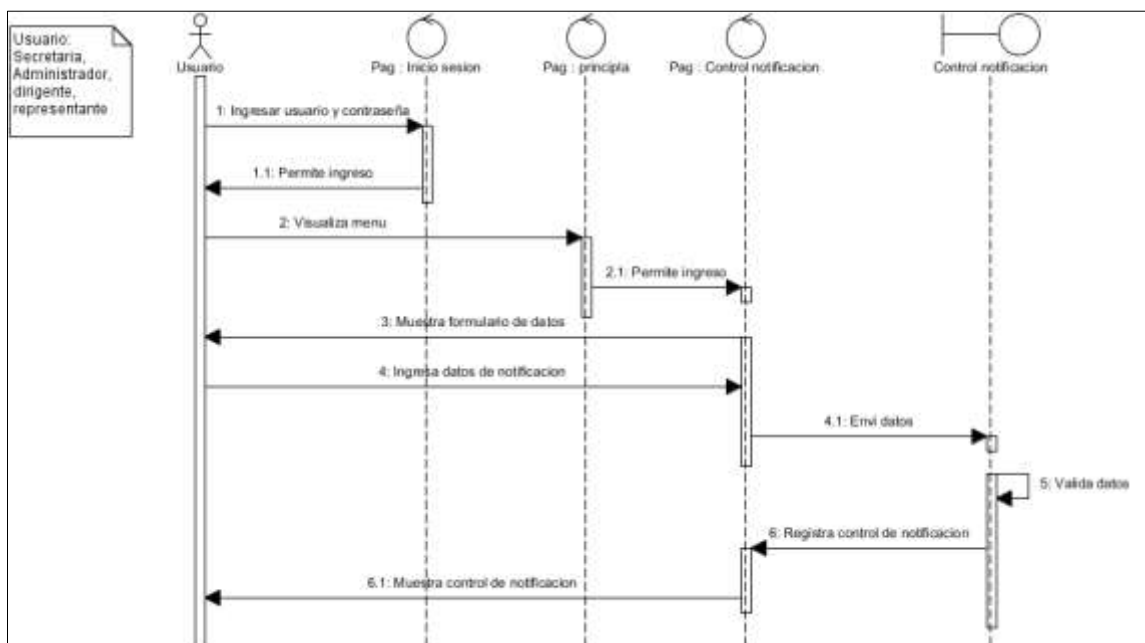 Usuario:
Secretaria,
Administrador,
dirigente,
representante
Usuario
Pag : Inicio sesion
Pag : principla
Pag : Control notificacion
Control notificacion
1: Ingresar usuario y contraseña
1.1: Permite ingreso
2: Visualiza menu
2.1: Permite ingreso
3: Muestra formulario de datos
4: Ingresa datos de notificacion
4.1: Envi datos
5: Valida datos
6: Registra control de notificacion
6.1: Muestra control de notificacion